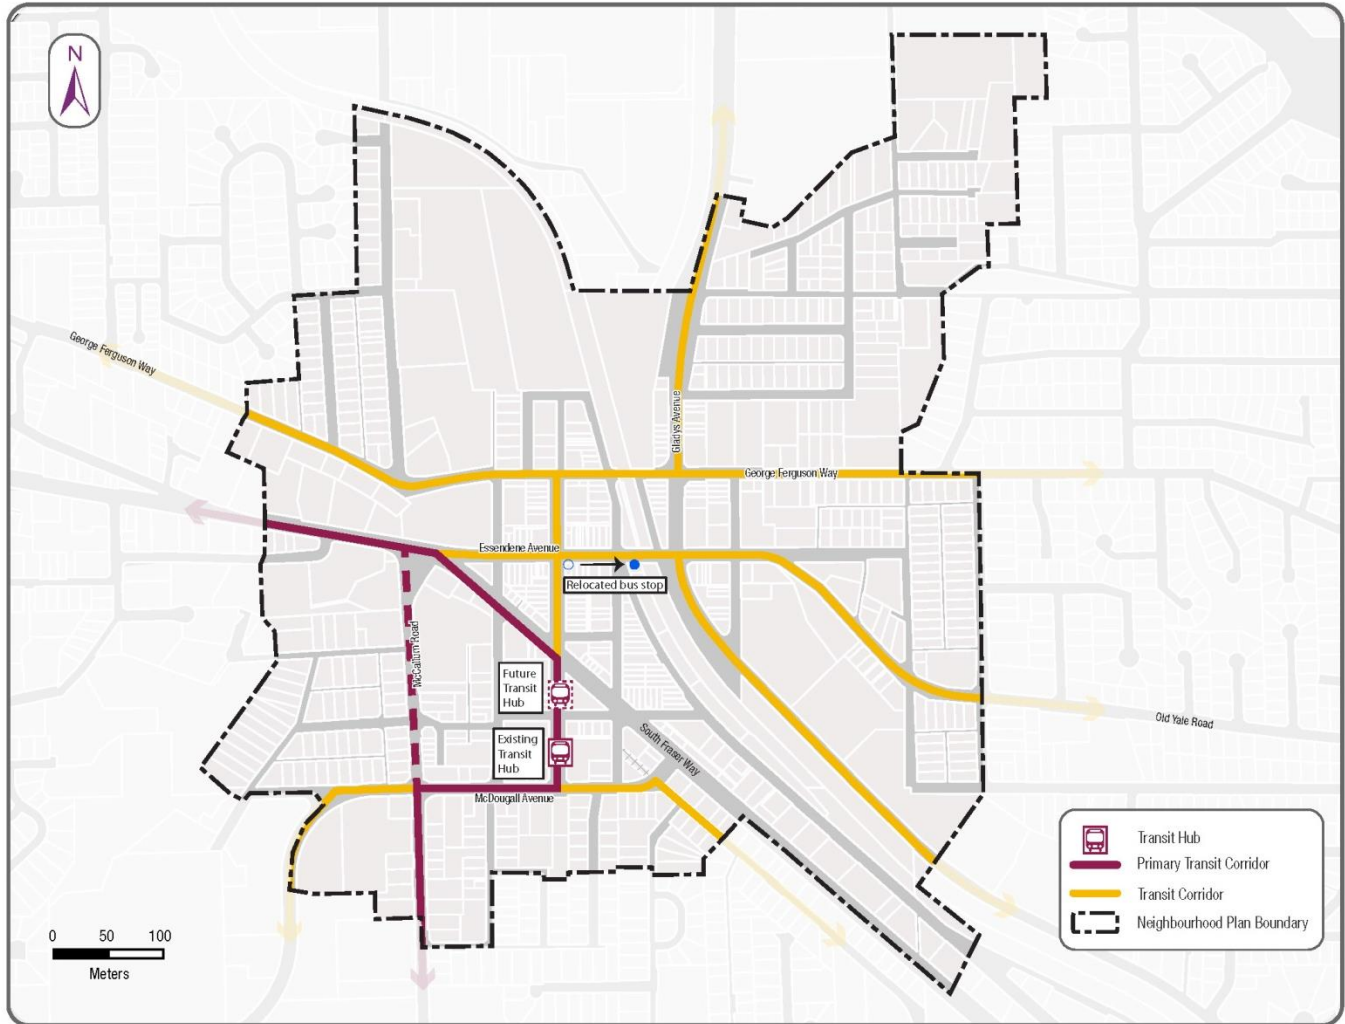 N
George Ferguson Way
Gladys Avenue
George Ferguson Way
Essendene Avenue
Relocated bus stop
McCallum Road
Future
Transit
Hub
Existing
Transit
Hub
South Fraser Way
Old Yale Road
McDougall Avenue
Transit Hub
Primary Transit Corridor
Transit Corridor
Neighbourhood Plan Boundary
0 50 100
Meters